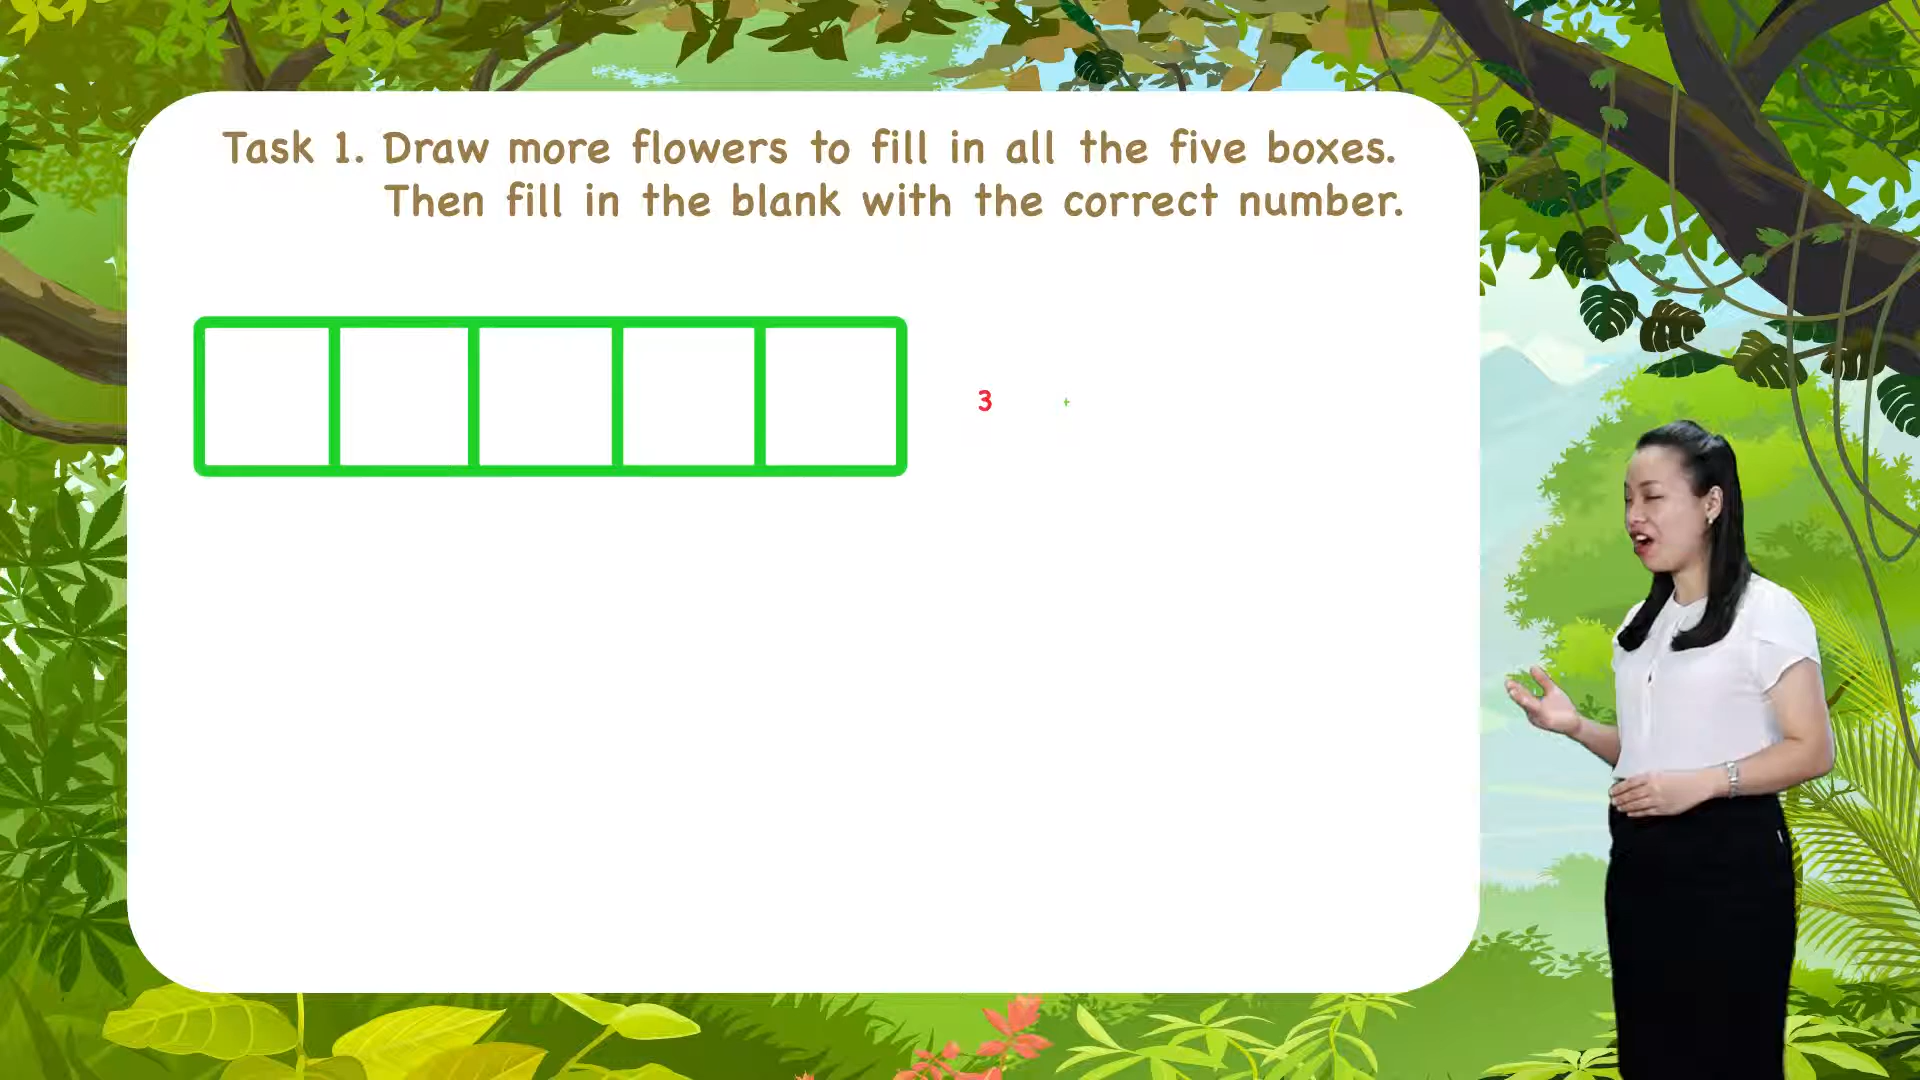 Task 1. Draw more flowers to fill in all the five boxes.
Then fill in the blank with the correct number.
3 +